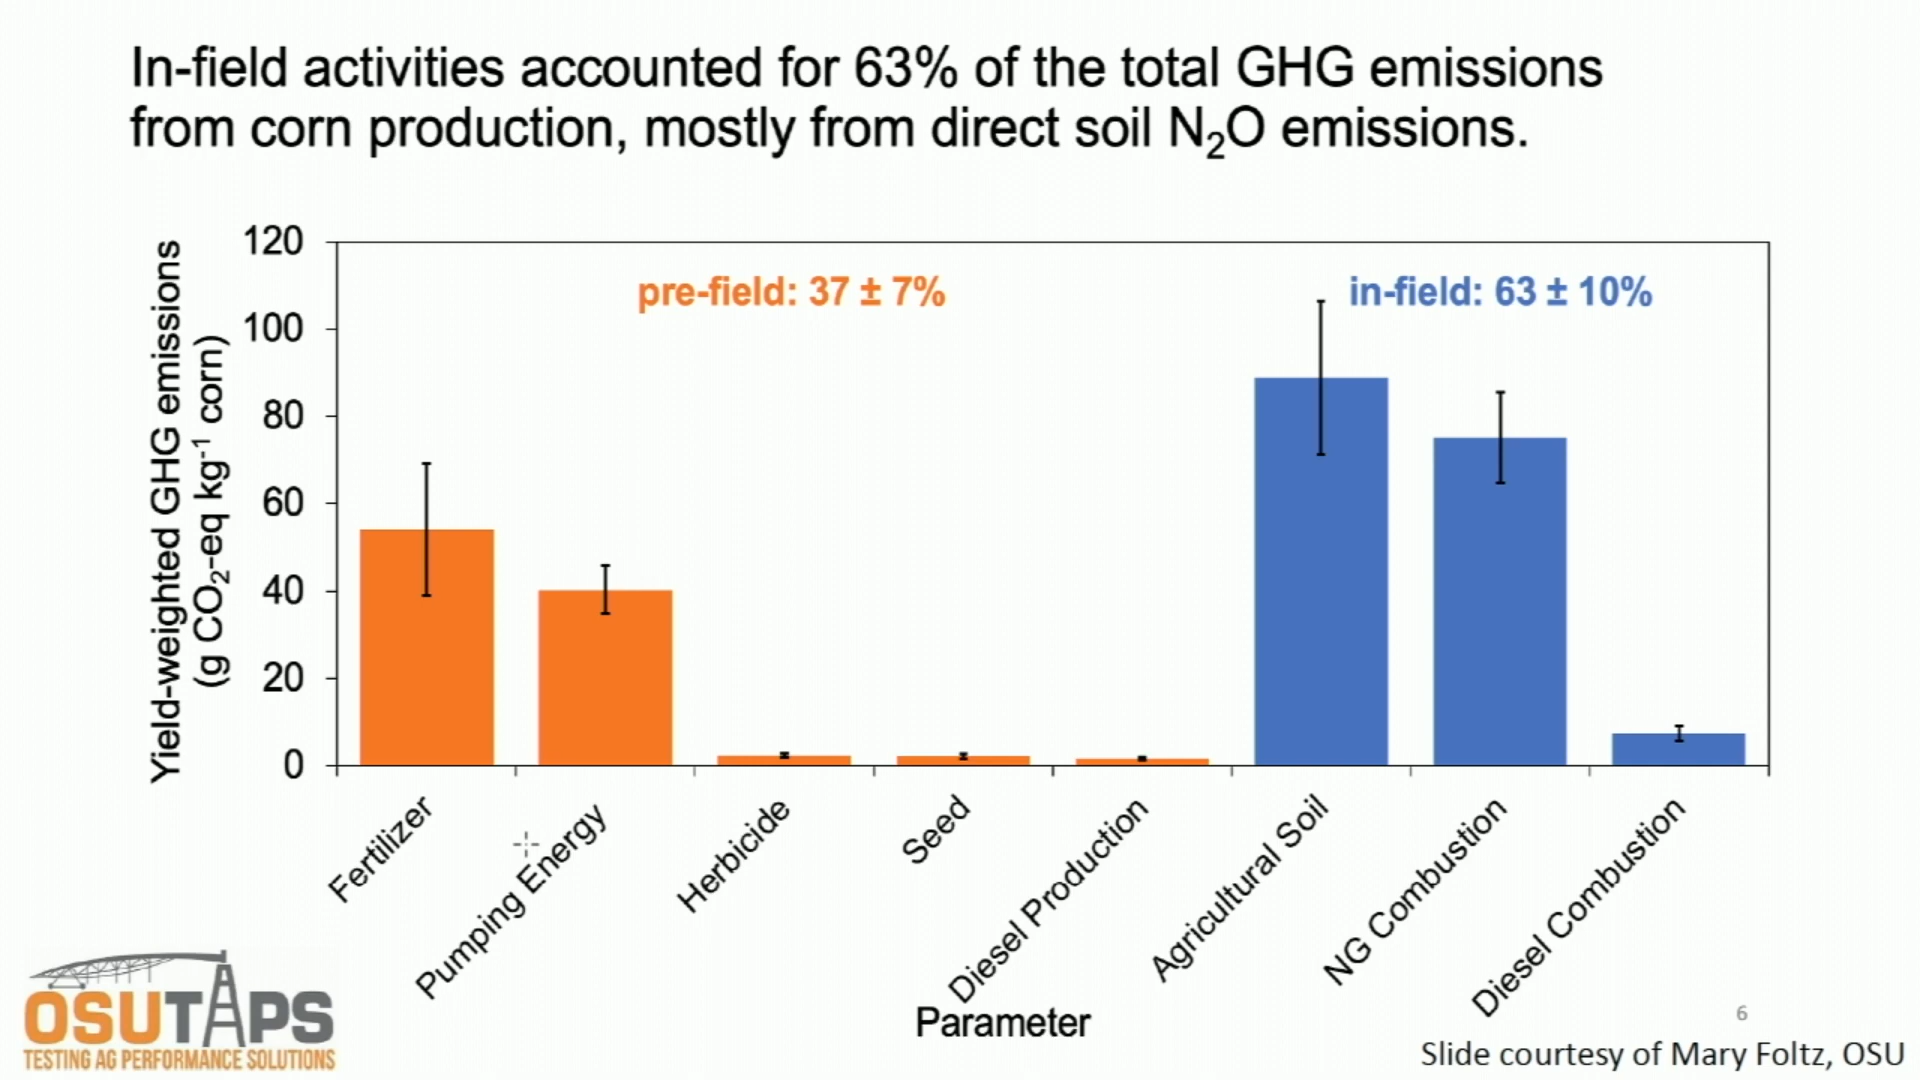 In-field activities accounted for 63% of the total GHG emissions
from corn production, mostly from direct soil N₂O emissions.
Yield-weighted GHG emissions
(g CO₂-eq kg⁻¹ corn)
120
100
80
60
40
20
0
pre-field: 37 ± 7%
in-field: 63 ± 10%
Fertilizer
Pumping Energy
Herbicide
Seed
Diesel Production
Agricultural Soil
NG Combustion
Diesel Combustion
Parameter
OSUTAPS
TESTING AG PERFORMANCE SOLUTIONS
6
Slide courtesy of Mary Foltz, OSU